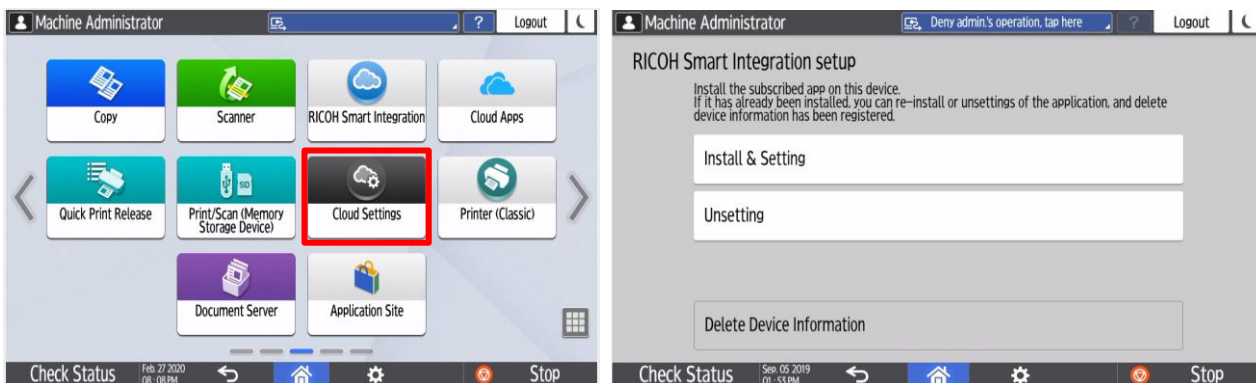 Machine Administrator
?
Logout
Copy
Scanner
RICOH Smart Integration
Cloud Apps
Quick Print Release
Print/Scan (Memory
Storage Device)
SD
Cloud Settings
Printer (Classic)
Document Server
Application Site
Check Status
Feb. 27 2020
08:08 PM
Stop
Machine Administrator
Deny admin.'s operation, tap here
?
Logout
RICOH Smart Integration setup
Install the subscribed app on this device.
If it has already been installed, you can re-install or unsettings of the application, and delete
device information has been registered.
Install & Setting
Unsetting
Delete Device Information
Check Status
Sep. 05 2019
01:53 PM
Stop